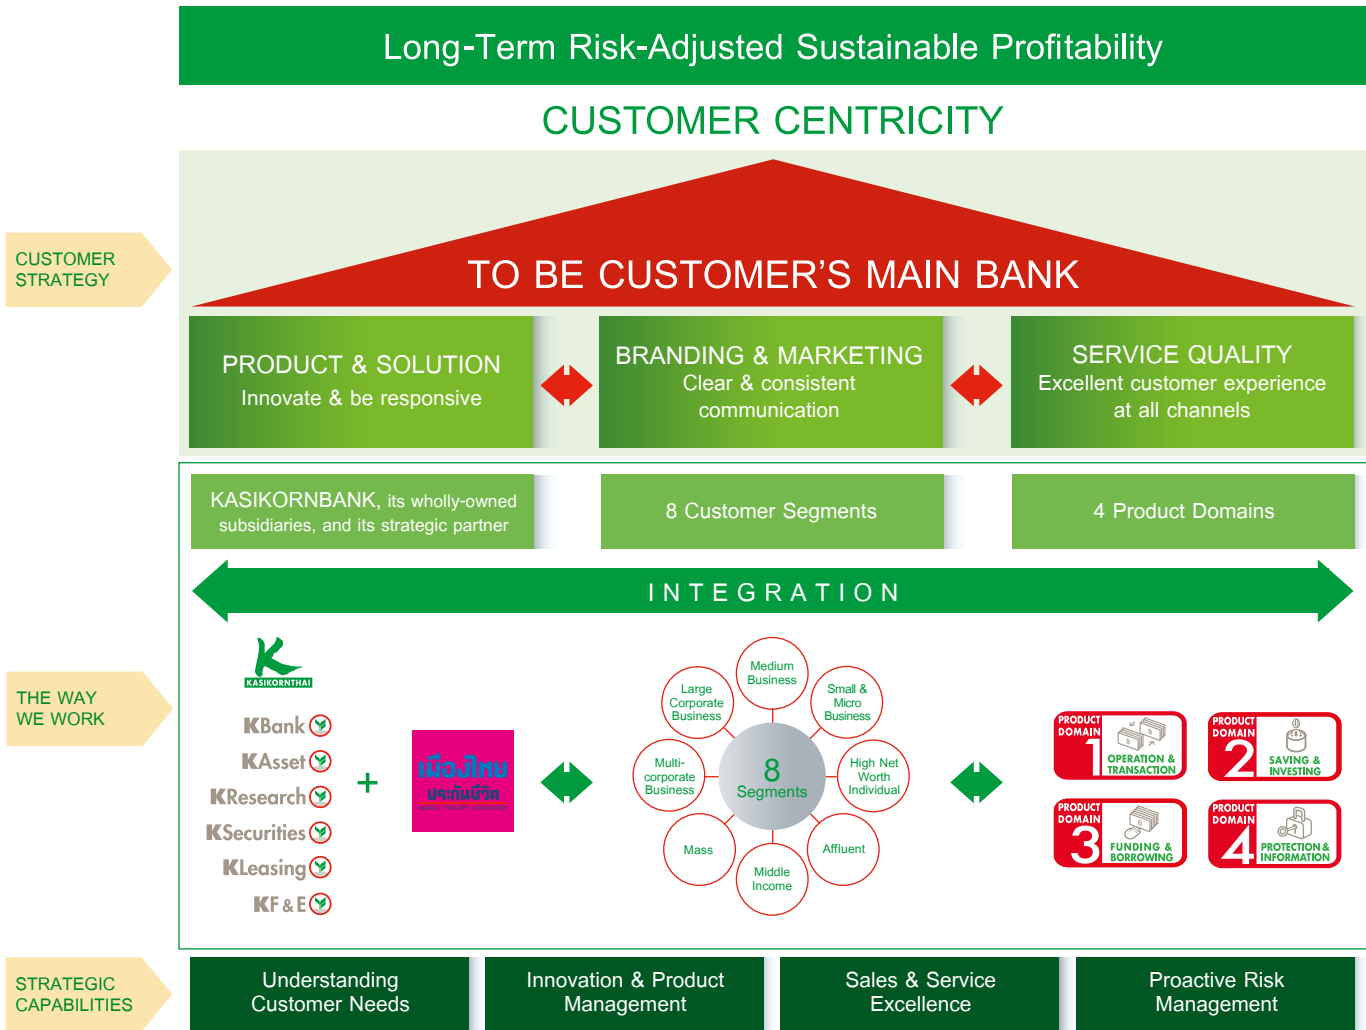 Long-Term Risk-Adjusted Sustainable Profitability
CUSTOMER CENTRICITY
CUSTOMER
STRATEGY
TO BE CUSTOMER'S MAIN BANK
PRODUCT & SOLUTION
Innovate & be responsive
BRANDING & MARKETING
Clear & consistent
communication
SERVICE QUALITY
Excellent customer experience
at all channels
KASIKORNBANK, its wholly-owned
subsidiaries, and its strategic partner
8 Customer Segments
4 Product Domains
INTEGRATION
THE WAY
WE WORK
K
KASIKORNTHAI
KBank
KAsset
KResearch
KSecurities
KLeasing
KF & E
+
เมืองไทย
ประกันชีวิต
8
Segments
Medium
Business
Small &
Micro
Business
High Net
Worth
Individual
Affluent
Middle
Income
Mass
Multi-
corporate
Business
Large
Corporate
Business
PRODUCT
DOMAIN
1
OPERATION &
TRANSACTION
PRODUCT
DOMAIN
2
SAVING &
INVESTING
PRODUCT
DOMAIN
3
FUNDING &
BORROWING
PRODUCT
DOMAIN
4
PROTECTION &
INFORMATION
STRATEGIC
CAPABILITIES
Understanding
Customer Needs
Innovation & Product
Management
Sales & Service
Excellence
Proactive Risk
Management